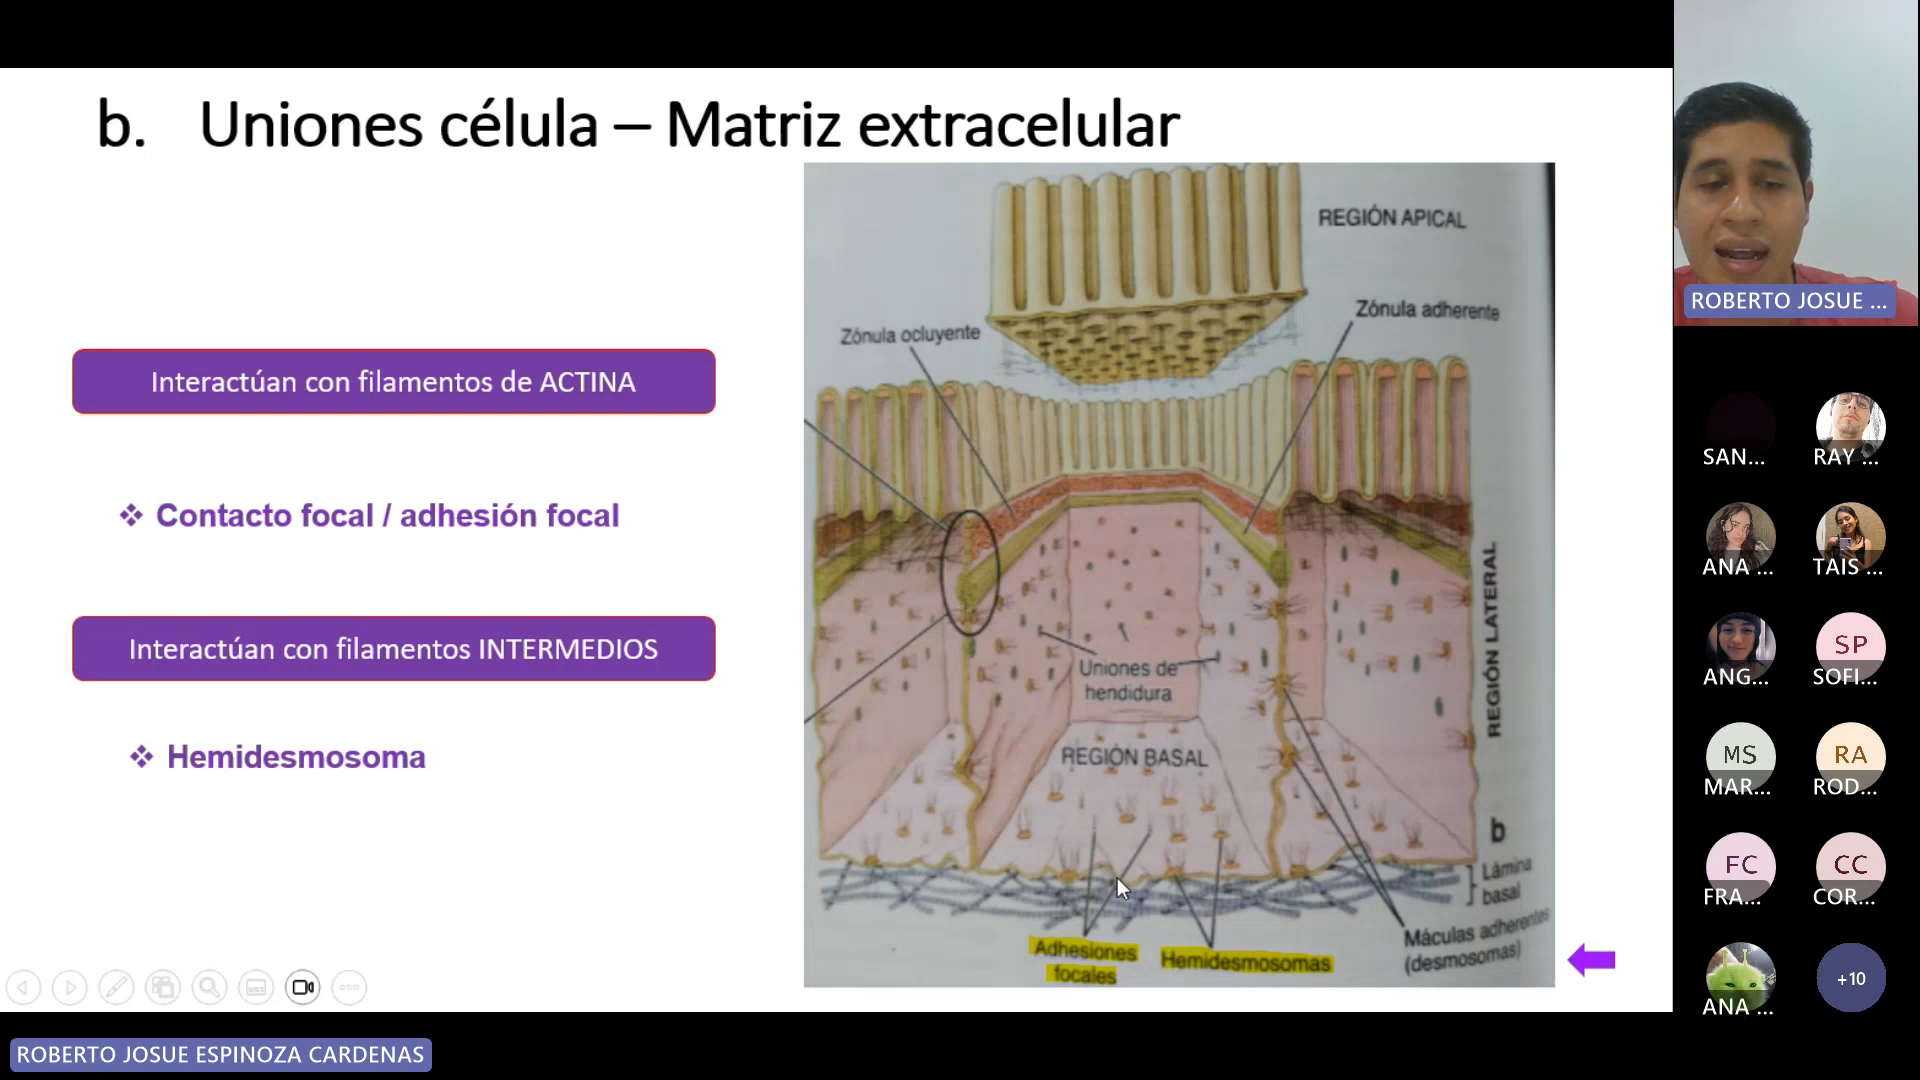 b. Uniones célula – Matriz extracelular
Interactúan con filamentos de ACTINA
❖ Contacto focal / adhesión focal
Interactúan con filamentos INTERMEDIOS
❖ Hemidesmosoma
REGIÓN APICAL
Zónula adherente
Zónula ocluyente
REGIÓN LATERAL
Uniones de
hendidura
REGIÓN BASAL
b
Lámina
basal
Adhesiones
focales
Hemidesmosomas
Máculas adherentes
(desmosomas)
ROBERTO JOSUE ...
SAN...
RAY ...
ANA ...
TAIS ...
ANG...
SP
SOFI...
MS
MAR...
RA
ROD...
FC
FRA...
CC
COR...
ANA ...
+10
ROBERTO JOSUE ESPINOZA CARDENAS